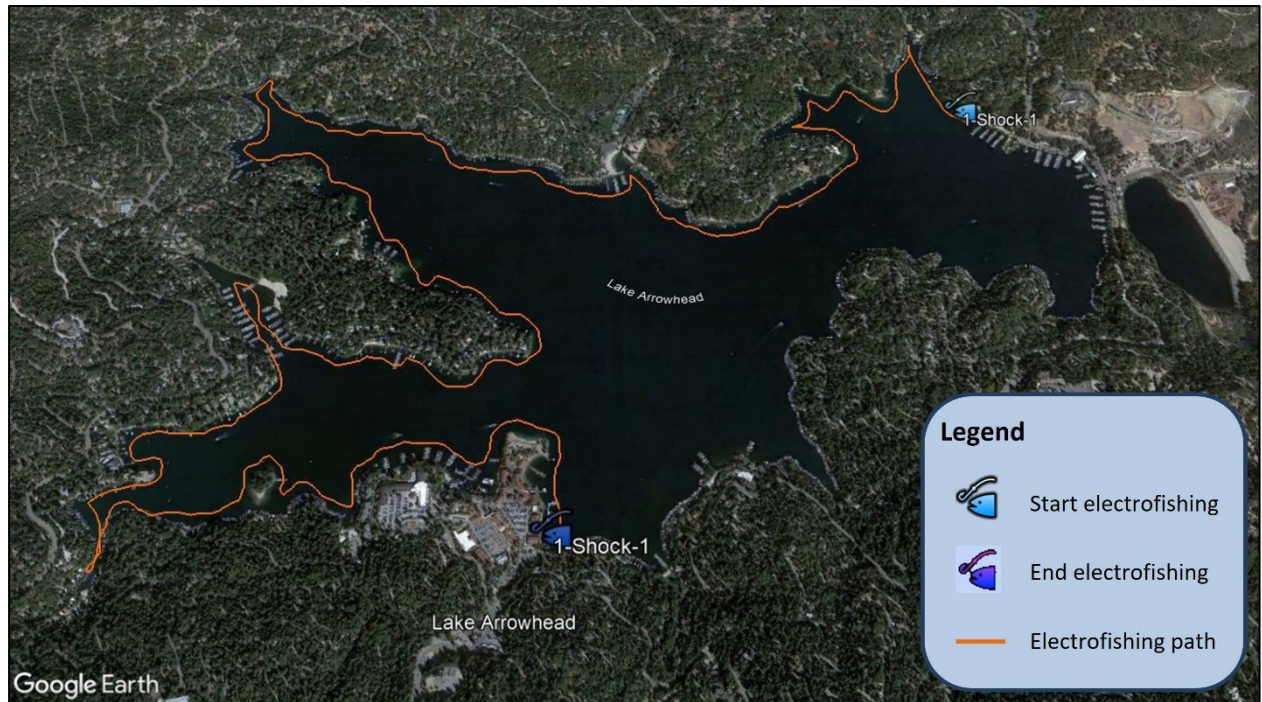 1-Shock-1
Lake Arrowhead
1-Shock-1
Lake Arrowhead
Legend
Start electrofishing
End electrofishing
Electrofishing path
Google Earth